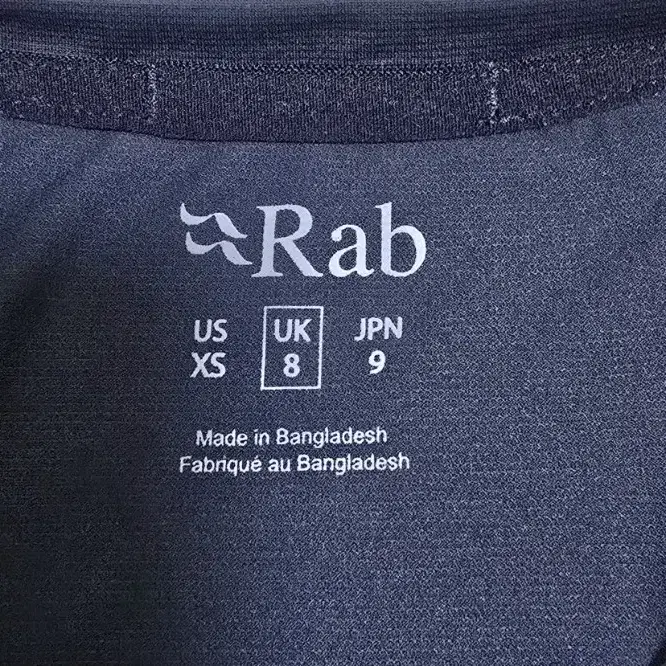 Rab
US UK JPN
XS 8 9
Made in Bangladesh
Fabriqué au Bangladesh